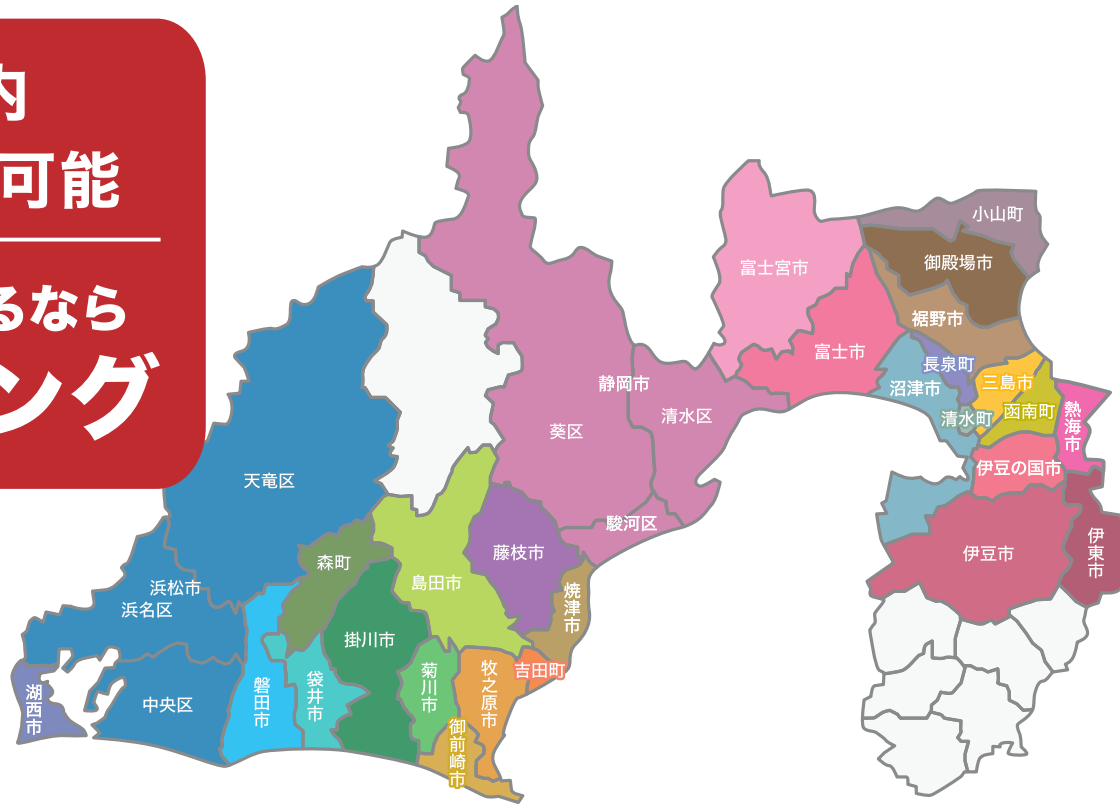 内
可能
るなら
ング
小山町
御殿場市
富士宮市
裾野市
富士市
長泉町
三島市
静岡市
沼津市
函南町
熱海市
清水区
清水町
葵区
伊豆の国市
天竜区
駿河区
藤枝市
伊豆市
伊東市
森町
島田市
浜松市
焼津市
浜名区
掛川市
吉田町
菊川市
牧之原市
袋井市
磐田市
湖西市
中央区
御前崎市